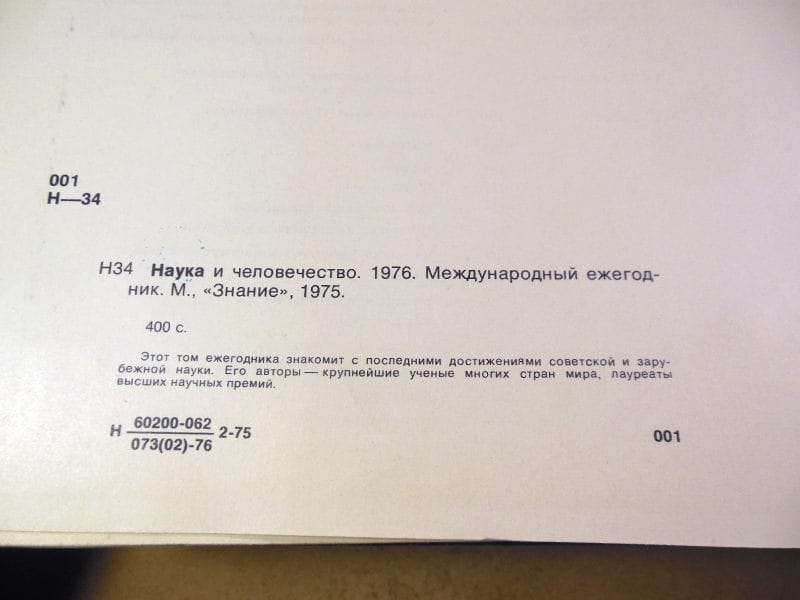 001
Н—34
Н34 Наука и человечество. 1976. Международный ежегод-
ник. М., «Знание», 1975.
400 с.
Этот том ежегодника знакомит с последними достижениями советской и зару-
бежной науки. Его авторы — крупнейшие ученые многих стран мира, лауреаты
высших научных премий.
60200-062
Н 2-75
073(02)-76
001